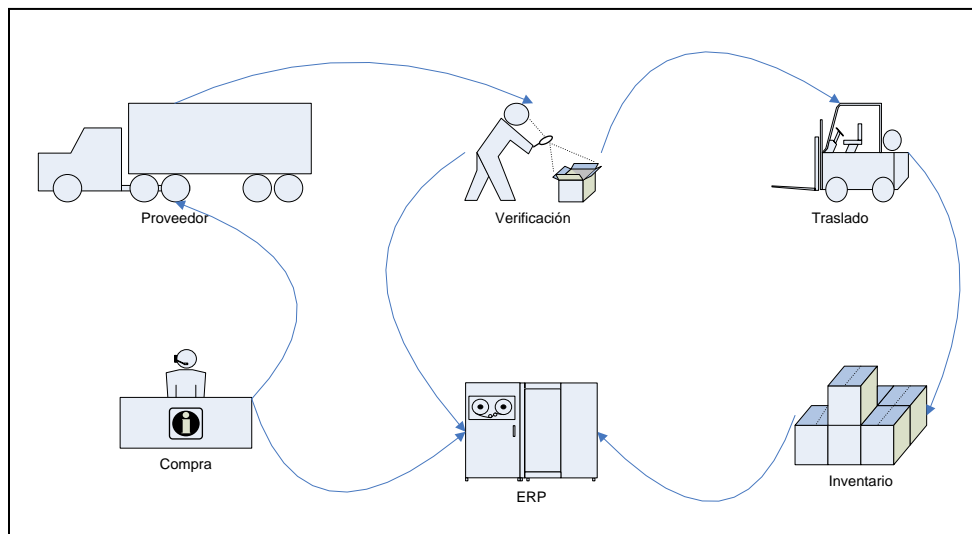 Proveedor
Verificación
Traslado
Compra
ERP
Inventario